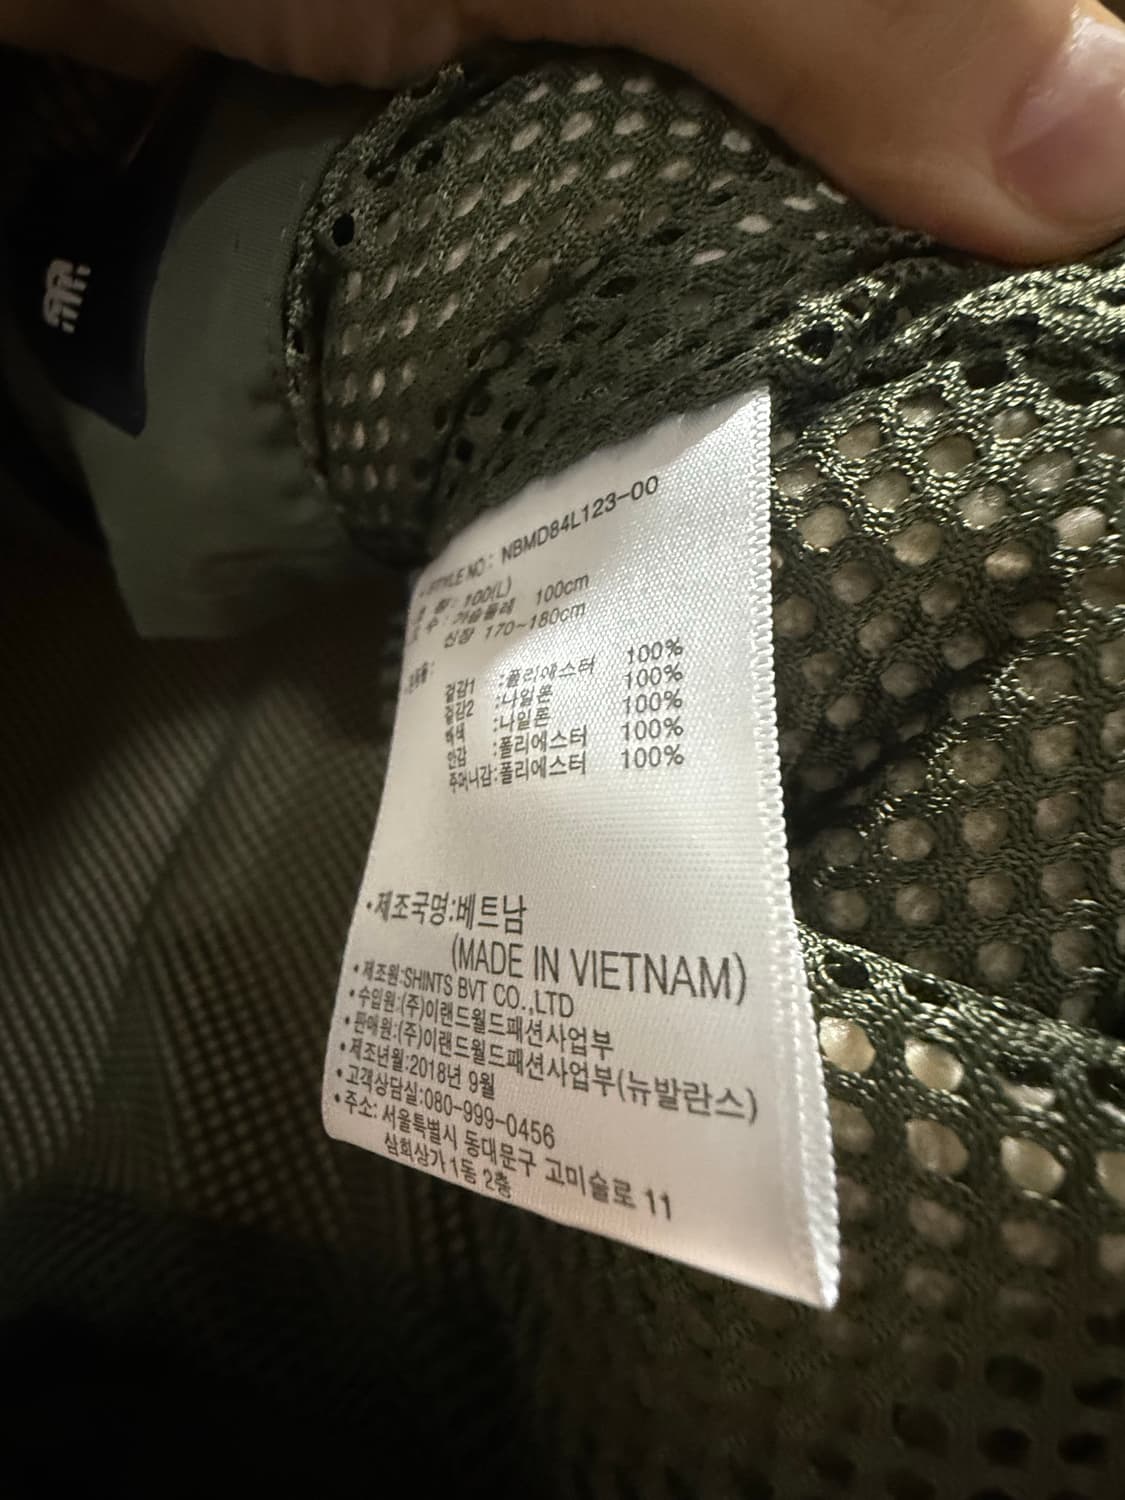 STYLE NO : NBMD84L123-00
호 칭 : 100(L)
치 수 : 가슴둘레 100cm
신장 170~180cm
겉감1 :폴리에스터 100%
겉감2 :나일론 100%
배색 :나일론 100%
안감 :폴리에스터 100%
주머니감:폴리에스터 100%
•제조국명:베트남
(MADE IN VIETNAM)
•제조원:SHINTS BVT CO.,LTD
•수입원:(주)이랜드월드패션사업부
•판매원:(주)이랜드월드패션사업부(뉴발란스)
•제조년월:2018년 9월
•고객상담실:080-999-0456
•주소: 서울특별시 동대문구 고미술로 11
삼희상가 1동 2층